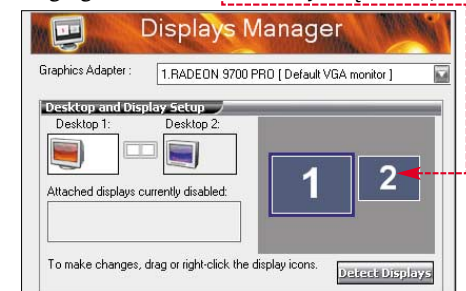 Displays Manager
Graphics Adapter :
1.RADEON 9700 PRO [ Default VGA monitor ]
Desktop and Display Setup
Desktop 1: Desktop 2:
1 2
Attached displays currently disabled:
To make changes, drag or right-click the display icons.
Detect Displays